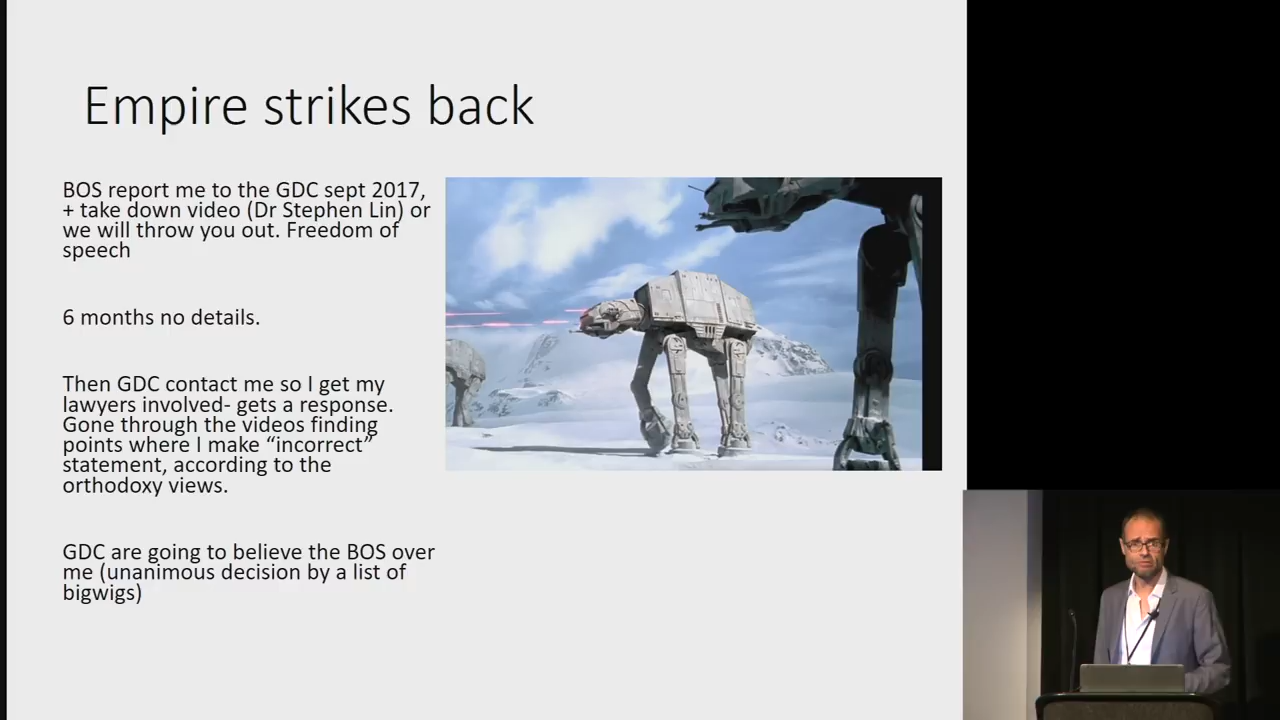 Empire strikes back
BOS report me to the GDC sept 2017,
+ take down video (Dr Stephen Lin) or
we will throw you out. Freedom of
speech
6 months no details.
Then GDC contact me so I get my
lawyers involved- gets a response.
Gone through the videos finding
points where I make “incorrect”
statement, according to the
orthodoxy views.
GDC are going to believe the BOS over
me (unanimous decision by a list of
bigwigs)